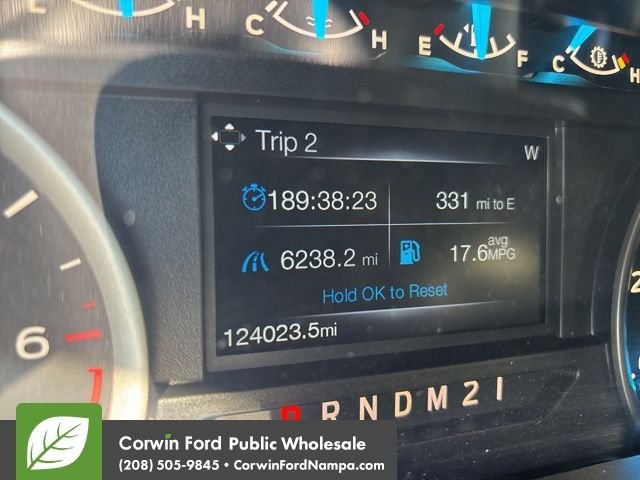 L H C H E F C H
Trip 2
W
189:38:23 331 mi to E
6238.2 mi 17.6 avg MPG
Hold OK to Reset
124023.5mi
6
P R N D M 2 1
Corwin Ford Public Wholesale
(208) 505-9845 • CorwinFordNampa.com